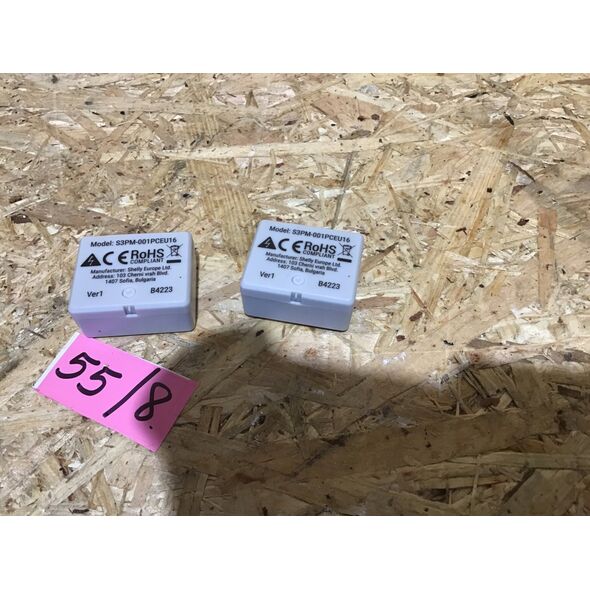 Model: S3PM-001PCEU16
CE RoHS
COMPLIANT
Manufacturer: Shelly Europe Ltd.
Address: 103 Cherni vrah Blvd.
1407 Sofia, Bulgaria
Ver1 B4223
Model: S3PM-001PCEU16
CE RoHS
COMPLIANT
Manufacturer: Shelly Europe Ltd.
Address: 103 Cherni vrah Blvd.
1407 Sofia, Bulgaria
Ver1 B4223
55/8.